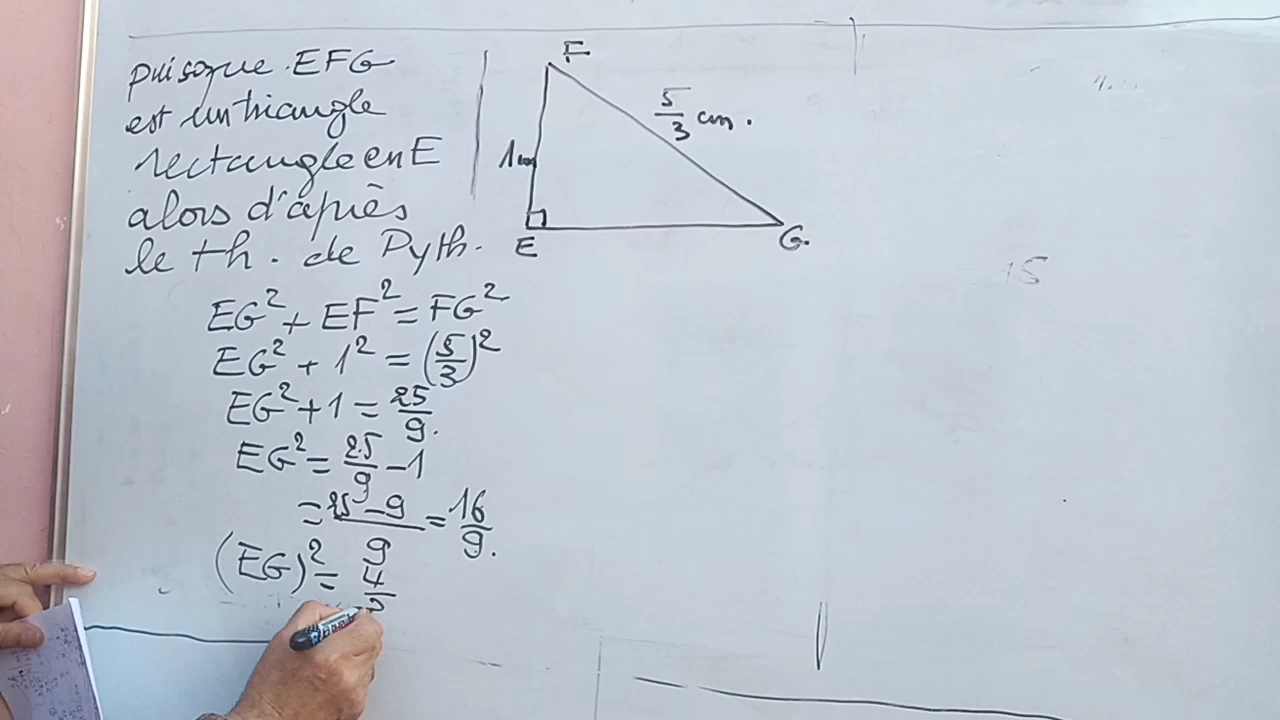 puisque EFG
est un triangle
rectangle en E
alors d'après
le th. de Pyth.
EG² + EF² = FG²
EG² + 1² = (5/3)²
EG² + 1 = 25/9.
EG² = 25/9 - 1
= 25 - 9/9 = 16/9.
(EG)² = 4/
F
5/3 cm.
1cm
E
G.
15